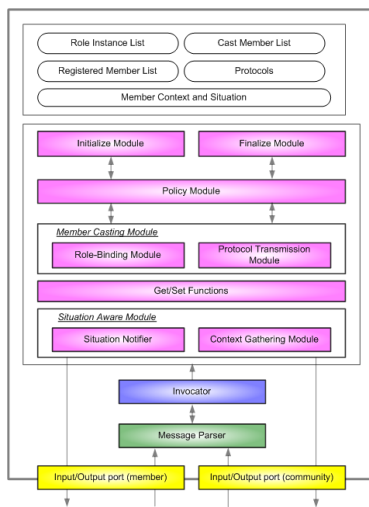 Role Instance List
Cast Member List
Registered Member List
Protocols
Member Context and Situation
Initialize Module
Finalize Module
Policy Module
Member Casting Module
Role-Binding Module
Protocol Transmission
Module
Get/Set Functions
Situation Aware Module
Situation Notifier
Context Gathering Module
Invocator
Message Parser
Input/Output port (member)
Input/Output port (community)